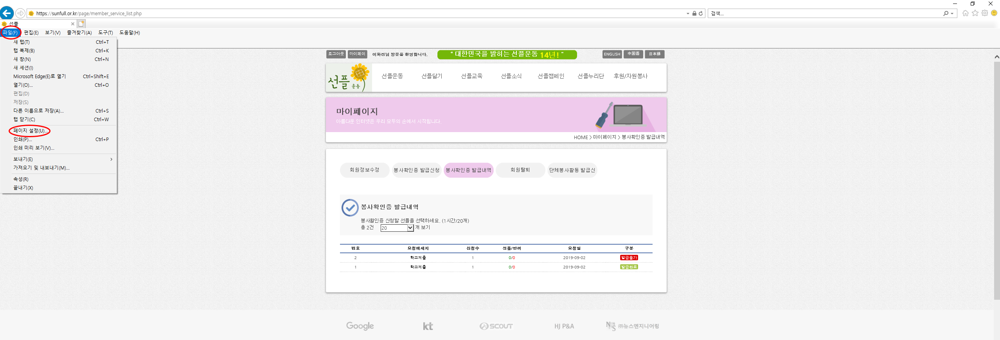 https://sunfull.or.kr/page/member_service_list.php
검색...
선플
파일(F) 편집(E) 보기(V) 즐겨찾기(A) 도구(T) 도움말(H)
새 탭(T) Ctrl+T
탭 복제(B) Ctrl+K
새 창(N) Ctrl+N
새 세션(I)
Microsoft Edge(E)로 열기 Ctrl+Shift+E
열기(O)... Ctrl+O
편집(D)
저장(S)
다른 이름으로 저장(A)... Ctrl+S
탭 닫기(C) Ctrl+W
페이지 설정(U)...
인쇄(P)... Ctrl+P
인쇄 미리 보기(V)...
보내기(E)
가져오기 및 내보내기(M)...
속성(R)
끝내기(X)
로그아웃 마이페이 방문을 환영합니다. “ 대한민국을 밝히는 선플운동 14년! " ENGLISH 中国语 日本語
선플 운동
선플운동 선플달기 선플교육 선플소식 선플캠페인 선플누리단 후원/자원봉사
마이페이지
아름다운 인터넷은 우리 모두의 손에서 시작됩니다.
HOME > 마이페이지 > 봉사확인증 발급내역
회원정보수정 봉사확인증 발급신청 봉사확인증 발급내역 회원탈퇴 단체봉사활동 발급신
봉사확인증 발급내역
봉사활인증 신청할 선플을 선택하세요. (1시간/20개)
총 2건 20 개 보기
번호 요청메세지 신청수 선플/반려 요청일 구분
2 학교제출 1 0/0 2019-09-02 발급불가
1 학교제출 1 0/0 2019-09-02 발급완료
Google kt SCOUT HJ P&A NS ㈜뉴스엔지니어링